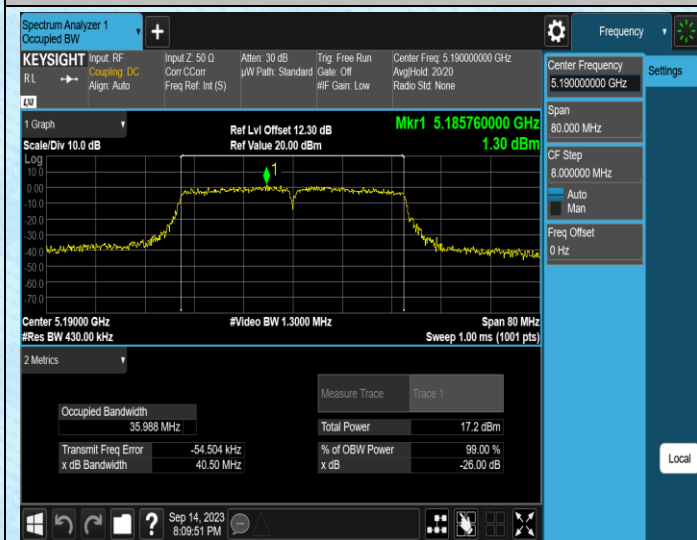 Spectrum Analyzer 1
Occupied BW
Frequency
KEYSIGHT
RL
LXI
Input: RF
Coupling: DC
Align: Auto
Input Z: 50 Ω
Corr CCorr
Freq Ref: Int (S)
Atten: 30 dB
µW Path: Standard
Trig: Free Run
Gate: Off
#IF Gain: Low
Center Freq: 5.190000000 GHz
Avg|Hold: 20/20
Radio Std: None
Center Frequency
5.190000000 GHz
Settings
Span
80.000 MHz
CF Step
8.000000 MHz
Auto
Man
Freq Offset
0 Hz
1 Graph
Scale/Div 10.0 dB
Ref Lvl Offset 12.30 dB
Ref Value 20.00 dBm
Mkr1 5.185760000 GHz
1.30 dBm
Log
10.0
0.00
-10.0
-20.0
-30.0
-40.0
-50.0
-60.0
-70.0
1
Center 5.19000 GHz
#Res BW 430.00 kHz
#Video BW 1.3000 MHz
Span 80 MHz
Sweep 1.00 ms (1001 pts)
2 Metrics
Measure Trace Trace 1
Occupied Bandwidth
35.988 MHz
Total Power 17.2 dBm
Transmit Freq Error -54.504 kHz
% of OBW Power 99.00 %
x dB Bandwidth 40.50 MHz
x dB -26.00 dB
Local
Sep 14, 2023
8:09:51 PM